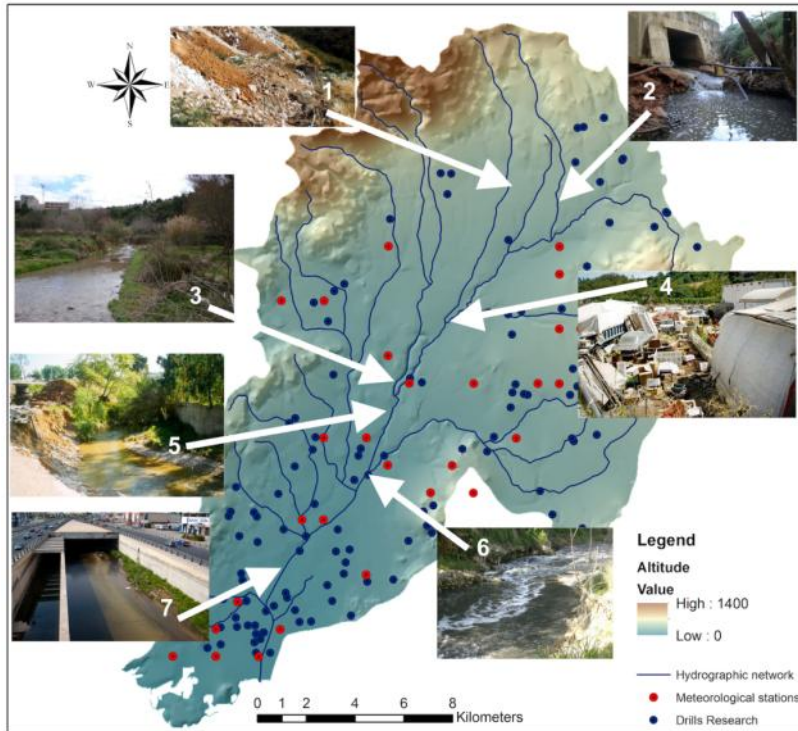 N
W E
S
1
2
3
4
5
6
7
Legend
Altitude
Value
High : 1400
Low : 0
Hydrographic network
Meteorological stations
Drills Research
0 1 2 4 6 8
Kilometers